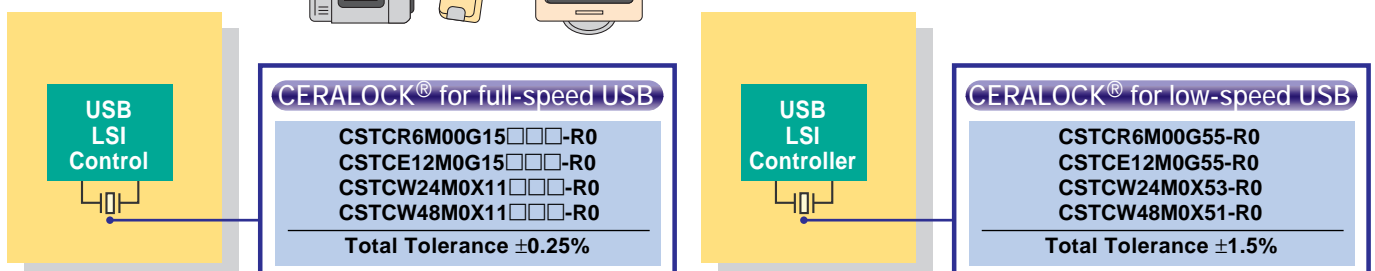 USB
LSI
Control
CERALOCK® for full-speed USB
CSTCR6M00G15□□□-R0
CSTCE12M0G15□□□-R0
CSTCW24M0X11□□□-R0
CSTCW48M0X11□□□-R0
Total Tolerance ±0.25%
USB
LSI
Controller
CERALOCK® for low-speed USB
CSTCR6M00G55-R0
CSTCE12M0G55-R0
CSTCW24M0X53-R0
CSTCW48M0X51-R0
Total Tolerance ±1.5%